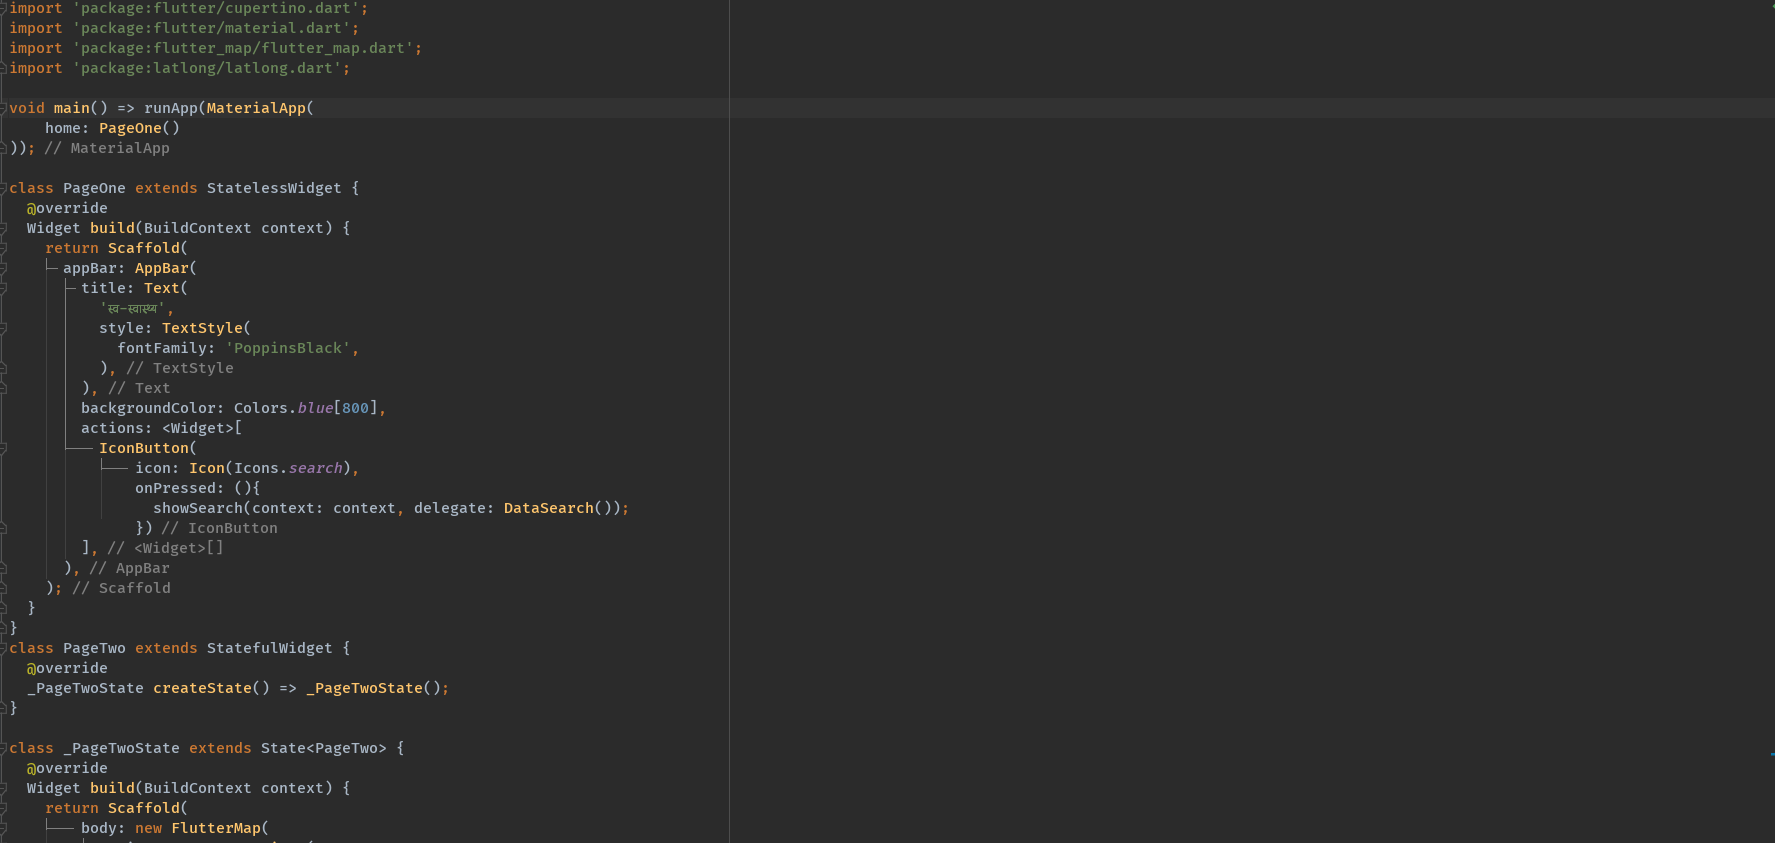 import 'package:flutter/cupertino.dart';
import 'package:flutter/material.dart';
import 'package:flutter_map/flutter_map.dart';
import 'package:latlong/latlong.dart';
void main() => runApp(MaterialApp(
home: PageOne()
)); // MaterialApp
class PageOne extends StatelessWidget {
@override
Widget build(BuildContext context) {
return Scaffold(
appBar: AppBar(
title: Text(
'स्व-स्वास्थ्य',
style: TextStyle(
fontFamily: 'PoppinsBlack',
), // TextStyle
), // Text
backgroundColor: Colors.blue[800],
actions: <Widget>[
IconButton(
icon: Icon(Icons.search),
onPressed: (){
showSearch(context: context, delegate: DataSearch());
}) // IconButton
], // <Widget>[]
), // AppBar
); // Scaffold
}
}
class PageTwo extends StatefulWidget {
@override
_PageTwoState createState() => _PageTwoState();
}
class _PageTwoState extends State<PageTwo> {
@override
Widget build(BuildContext context) {
return Scaffold(
body: new FlutterMap(